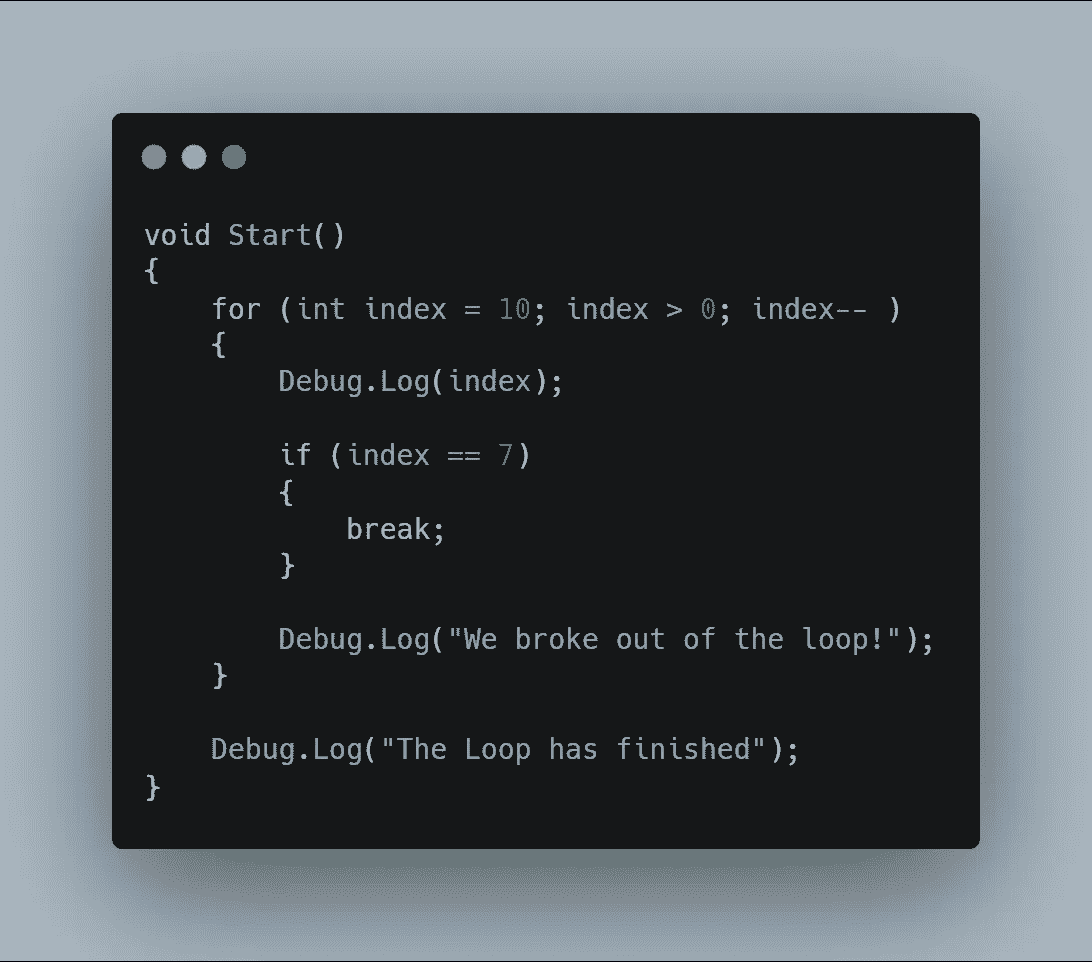 void Start()
{
    for (int index = 10; index > 0; index-- )
    {
        Debug.Log(index);

        if (index == 7)
        {
            break;
        }

        Debug.Log("We broke out of the loop!");
    }

    Debug.Log("The Loop has finished");
}